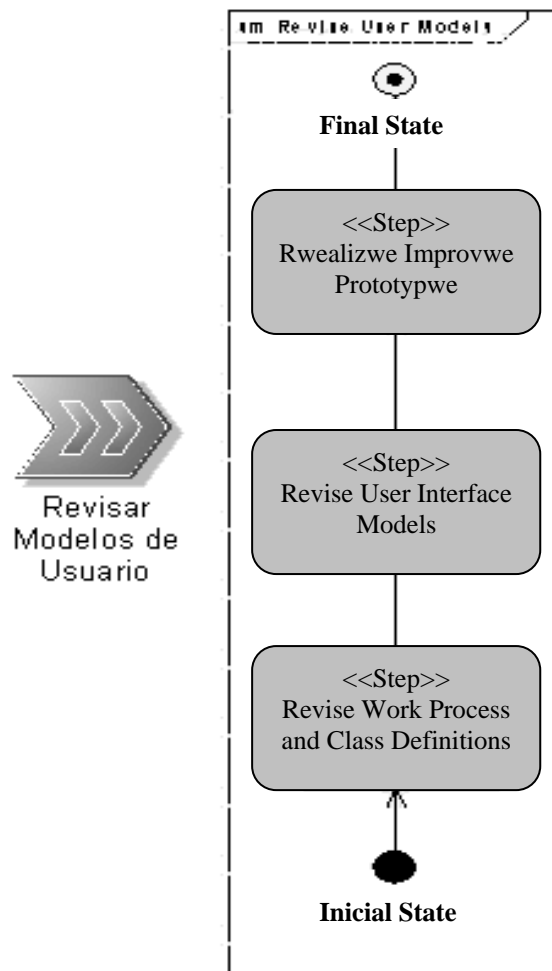 sm Revise User Models
Final State
<<Step>>
Rwealizwe Improvwe
Prototypwe
<<Step>>
Revise User Interface
Models
Revisar
Modelos de
Usuario
<<Step>>
Revise Work Process
and Class Definitions
Inicial State